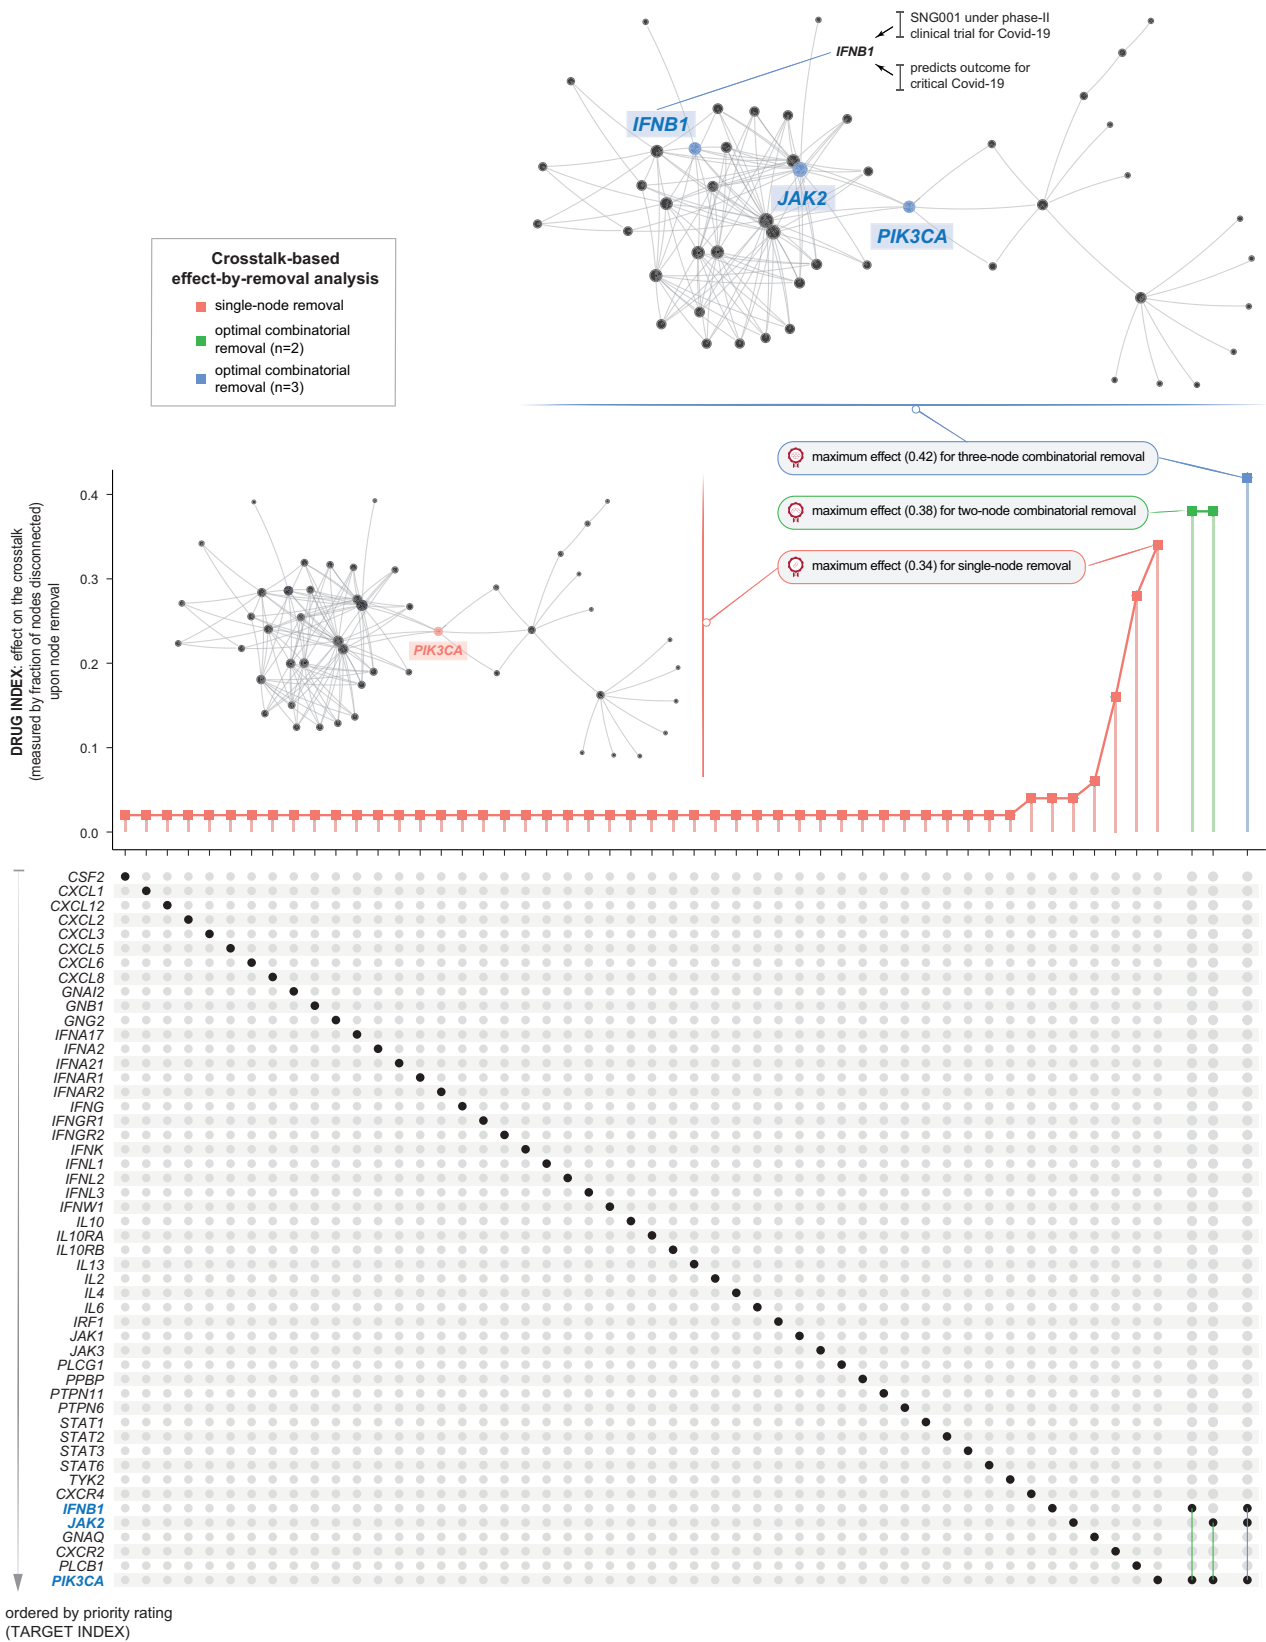 SNG001 under phase-II
clinical trial for Covid-19
IFNB1
predicts outcome for
critical Covid-19
IFNB1
JAK2
PIK3CA
Crosstalk-based
effect-by-removal analysis
single-node removal
optimal combinatorial
removal (n=2)
optimal combinatorial
removal (n=3)
maximum effect (0.42) for three-node combinatorial removal
maximum effect (0.38) for two-node combinatorial removal
maximum effect (0.34) for single-node removal
PIK3CA
DRUG INDEX: effect on the crosstalk
(measured by fraction of nodes disconnected)
upon node removal
0.4
0.3
0.2
0.1
0.0
CSF2
CXCL1
CXCL12
CXCL2
CXCL3
CXCL5
CXCL6
CXCL8
GNAI2
GNB1
GNG2
IFNA17
IFNA2
IFNA21
IFNAR1
IFNAR2
IFNG
IFNGR1
IFNGR2
IFNK
IFNL1
IFNL2
IFNL3
IFNW1
IL10
IL10RA
IL10RB
IL13
IL2
IL4
IL6
IRF1
JAK1
JAK3
PLCG1
PPBP
PTPN11
PTPN6
STAT1
STAT2
STAT3
STAT6
TYK2
CXCR4
IFNB1
JAK2
GNAQ
CXCR2
PLCB1
PIK3CA
ordered by priority rating
(TARGET INDEX)